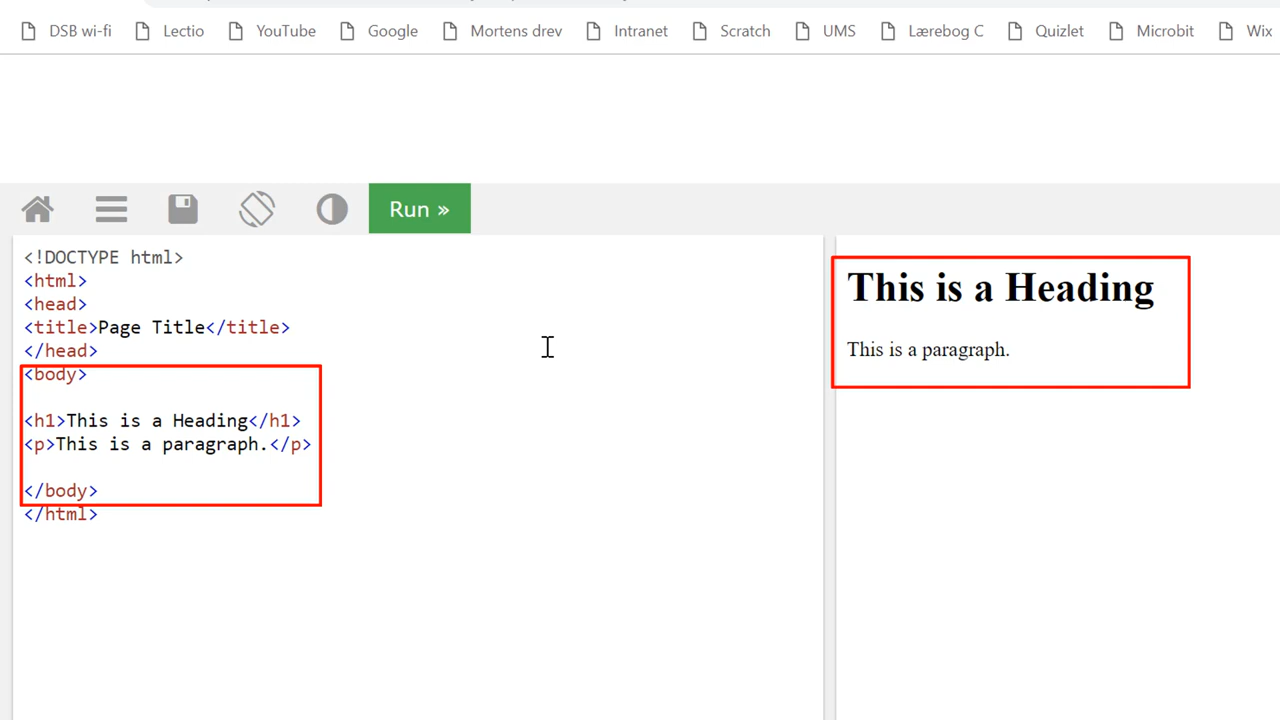 DSB wi-fi Lectio YouTube Google Mortens drev Intranet Scratch UMS Lærebog C Quizlet Microbit Wix
Run »
<!DOCTYPE html>
<html>
<head>
<title>Page Title</title>
</head>
<body>
<h1>This is a Heading</h1>
<p>This is a paragraph.</p>
</body>
</html>
This is a Heading
This is a paragraph.